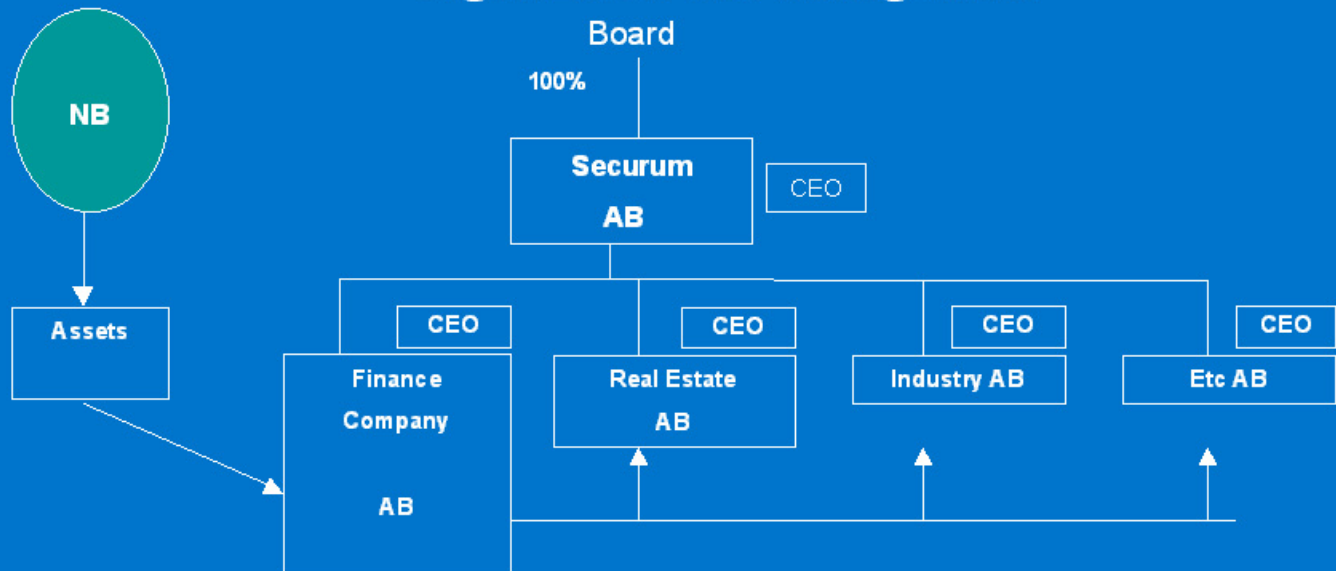 Board
100%
NB
Securum
AB
CEO
Assets
CEO
CEO
CEO
CEO
Finance
Company
AB
Real Estate
AB
Industry AB
Etc AB